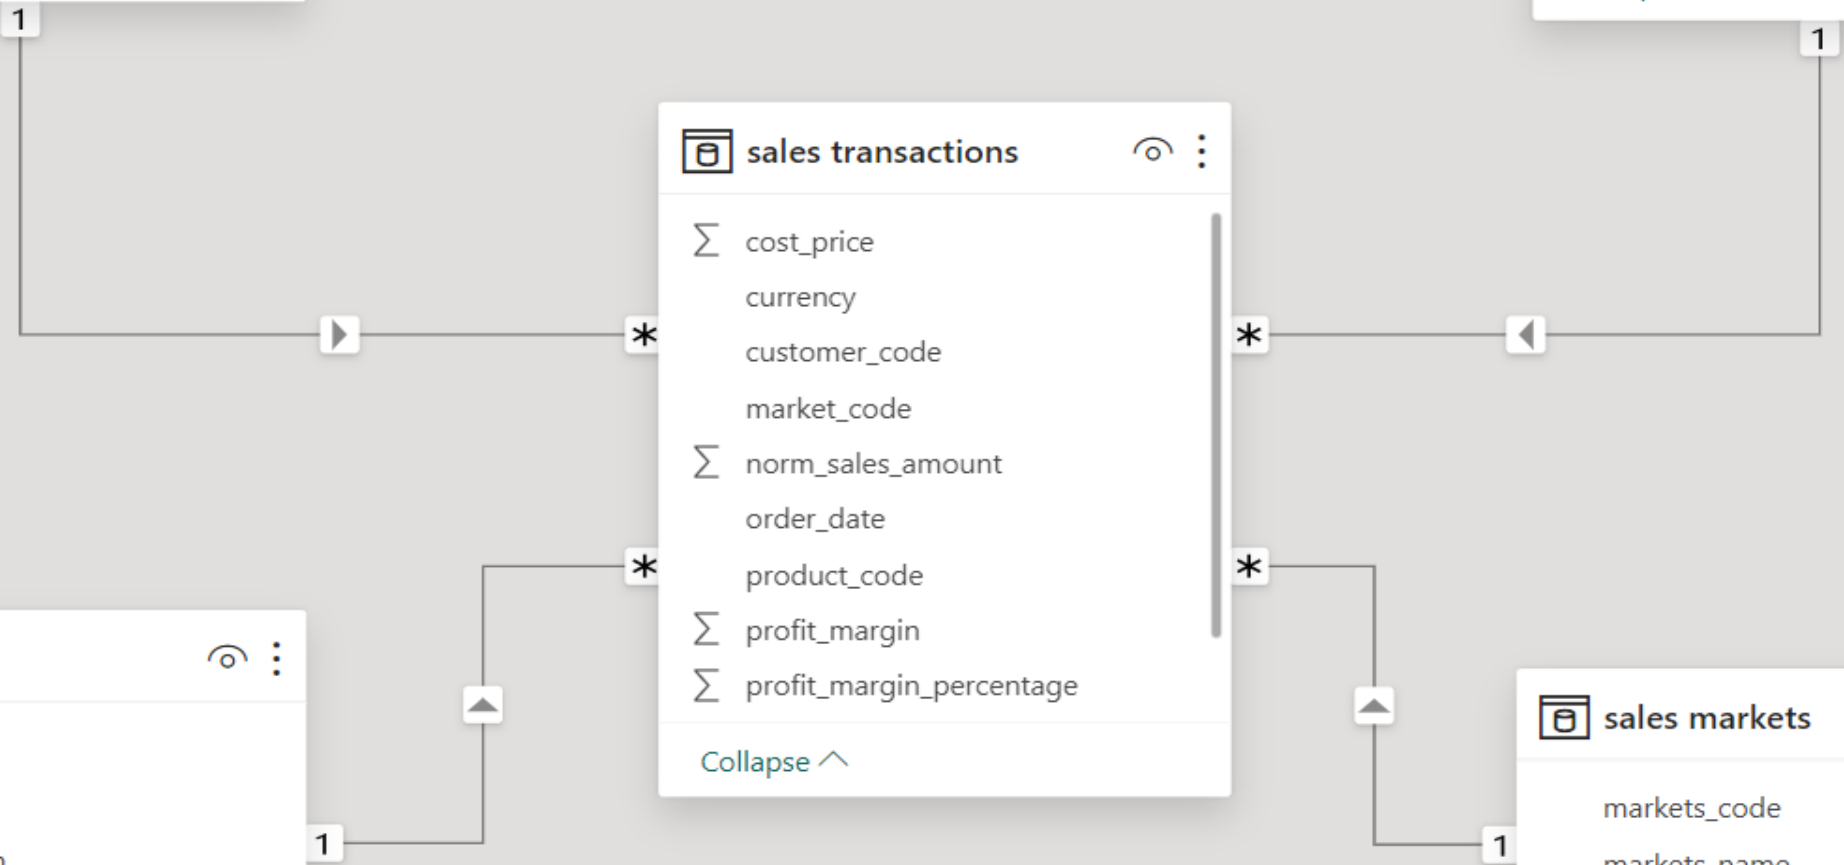 1
1
sales transactions
Σ cost_price
currency
* *
customer_code
market_code
Σ norm_sales_amount
order_date
* *
product_code
Σ profit_margin
Σ profit_margin_percentage
Collapse
sales markets
markets_code
1
1
markets_name